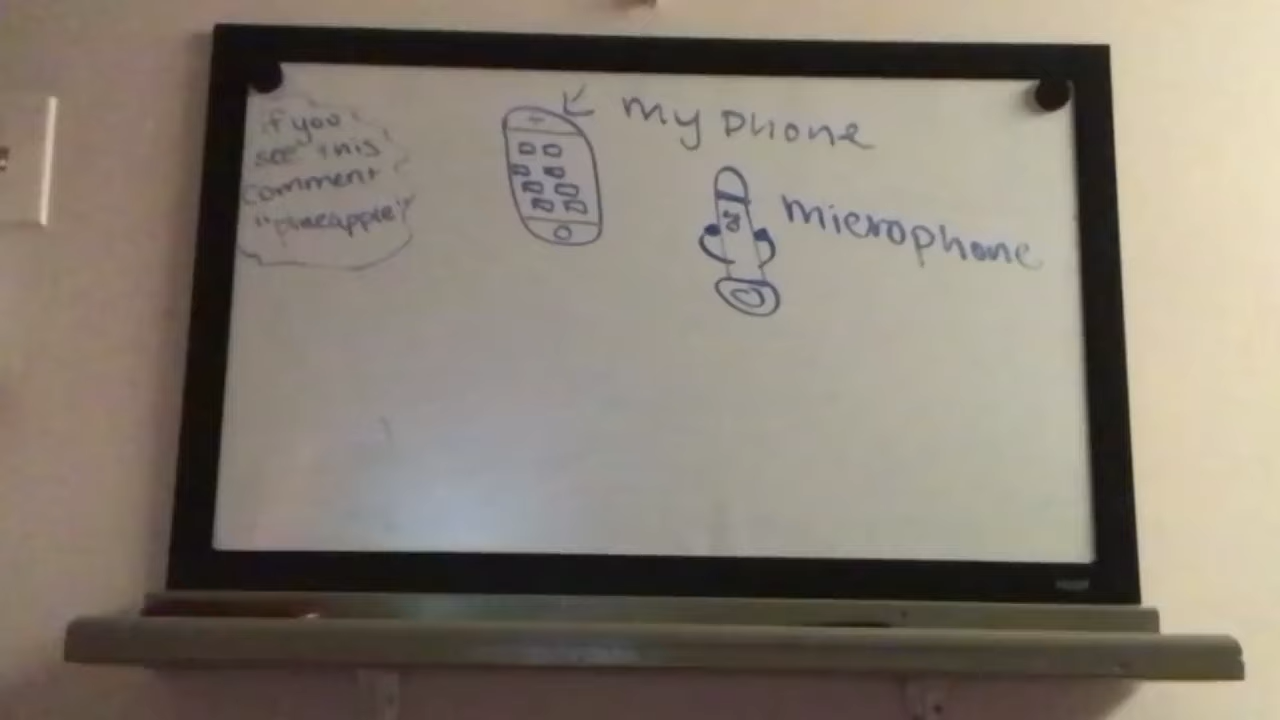 if you
see this
comment
"pineapple"
my phone
microphone